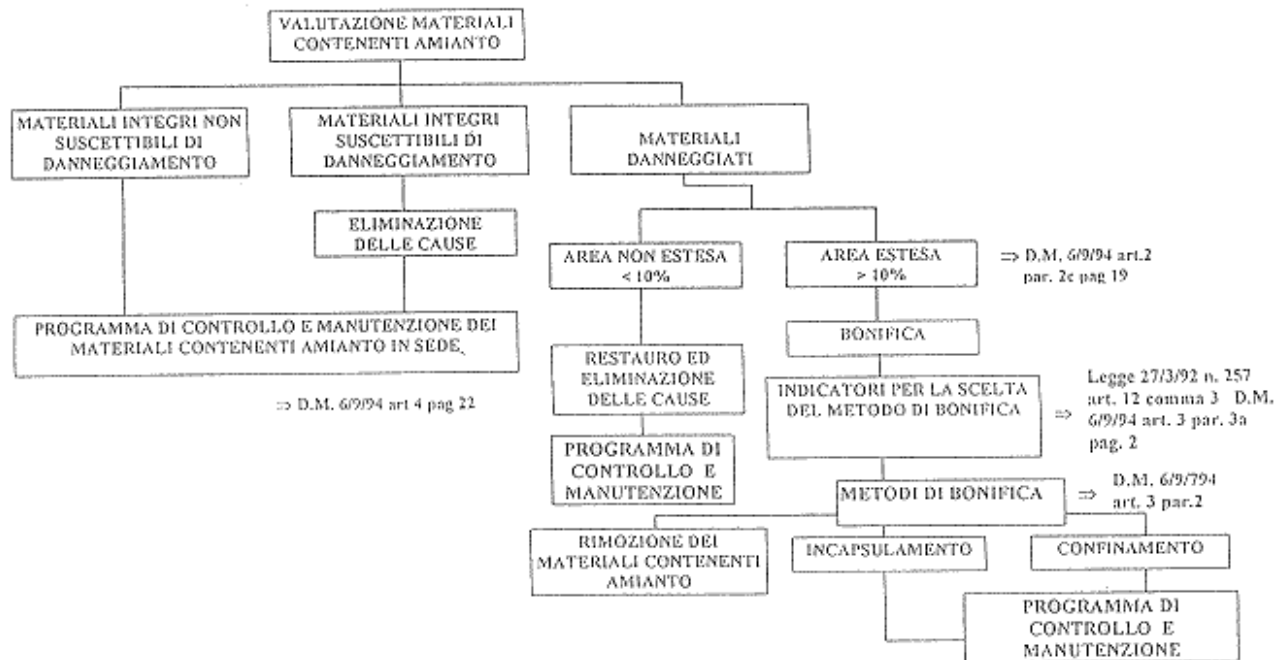 VALUTAZIONE MATERIALI
CONTENENTI AMIANTO
MATERIALI INTEGRI NON
SUSCETTIBILI DI
DANNEGGIAMENTO
MATERIALI INTEGRI
SUSCETTIBILI DI
DANNEGGIAMENTO
MATERIALI
DANNEGGIATI
ELIMINAZIONE
DELLE CAUSE
AREA NON ESTESA
< 10%
AREA ESTESA
> 10%
⇒ D.M. 6/9/94 art.2
par. 2c pag 19
PROGRAMMA DI CONTROLLO E MANUTENZIONE DEI
MATERIALI CONTENENTI AMIANTO IN SEDE
⇒ D.M. 6/9/94 art 4 pag 22
BONIFICA
RESTAURO ED
ELIMINAZIONE
DELLE CAUSE
INDICATORI PER LA SCELTA
DEL METODO DI BONIFICA
⇒ Legge 27/3/92 n. 257
art. 12 comma 3 D.M.
6/9/94 art. 3 par. 3a
pag. 2
PROGRAMMA DI
CONTROLLO E
MANUTENZIONE
METODI DI BONIFICA
⇒ D.M. 6/9/794
art. 3 par.2
RIMOZIONE DEI
MATERIALI CONTENENTI
AMIANTO
INCAPSULAMENTO
CONFINAMENTO
PROGRAMMA DI
CONTROLLO E
MANUTENZIONE